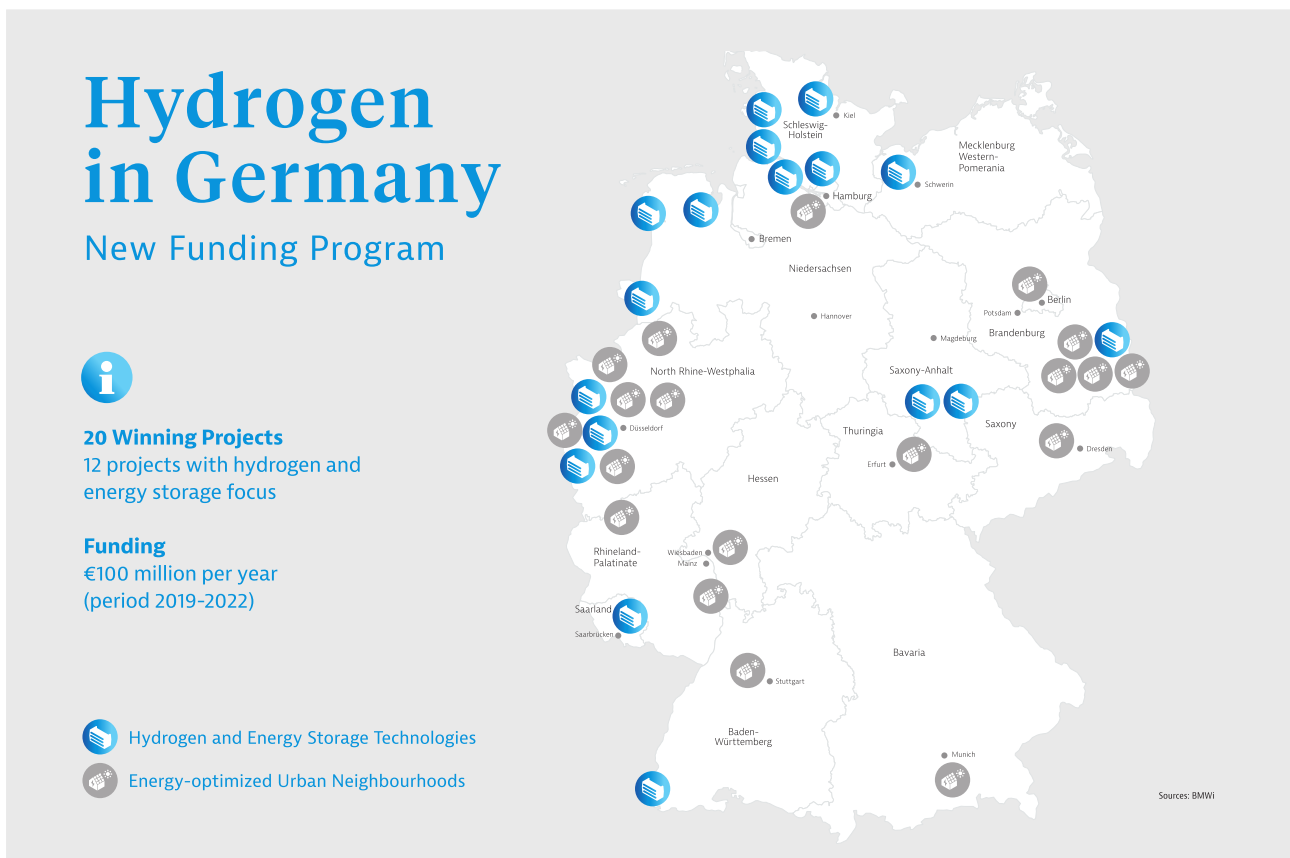 Hydrogen
in Germany
New Funding Program
20 Winning Projects
12 projects with hydrogen and
energy storage focus
Funding
€100 million per year
(period 2019-2022)
Hydrogen and Energy Storage Technologies
Energy-optimized Urban Neighbourhoods
Kiel
Schleswig-
Holstein
Mecklenburg
Western-
Pomerania
Schwerin
Hamburg
Bremen
Niedersachsen
Hannover
Berlin
Potsdam
Brandenburg
Magdeburg
Saxony-Anhalt
North Rhine-Westphalia
Düsseldorf
Thuringia
Saxony
Erfurt
Dresden
Hessen
Wiesbaden
Mainz
Rhineland-
Palatinate
Saarland
Saarbrücken
Bavaria
Stuttgart
Baden-
Württemberg
Munich
Sources: BMWi